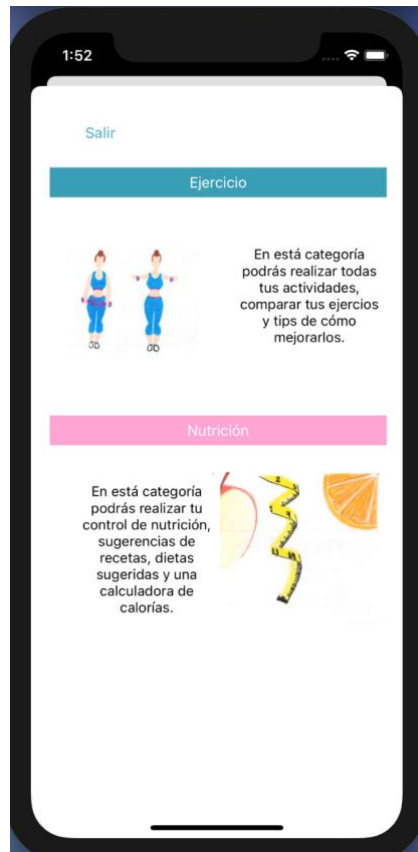 1:52
Salir
Ejercicio
En está categoría
podrás realizar todas
tus actividades,
comparar tus ejercios
y tips de cómo
mejorarlos.
Nutrición
En está categoría
podrás realizar tu
control de nutrición,
sugerencias de
recetas, dietas
sugeridas y una
calculadora de
calorías.